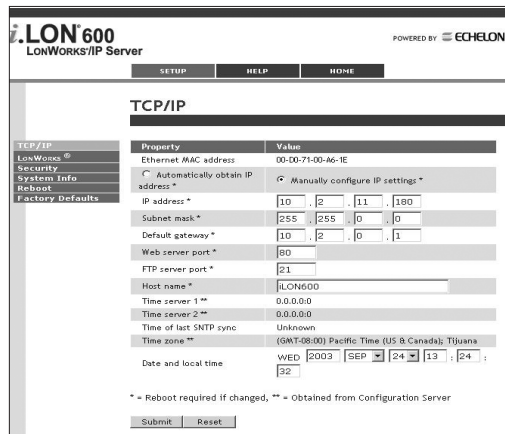 i.LON® 600
LONWORKS®/IP Server
POWERED BY ECHELON
SETUP HELP HOME
TCP/IP
TCP/IP
LONWORKS ®
Security
System Info
Reboot
Factory Defaults
Property Value
Ethernet MAC address 00-D0-71-00-A6-1E
Automatically obtain IP address * Manually configure IP settings *
IP address * 10 . 2 . 11 . 180
Subnet mask * 255 . 255 . 0 . 0
Default gateway * 10 . 2 . 0 . 1
Web server port * 80
FTP server port * 21
Host name * iLON600
Time server 1 ** 0.0.0.0:0
Time server 2 ** 0.0.0.0:0
Time of last SNTP sync Unknown
Time zone ** (GMT-08:00) Pacific Time (US & Canada); Tijuana
Date and local time WED 2003 SEP 24 13 : 24 : 32
* = Reboot required if changed, ** = Obtained from Configuration Server
Submit Reset